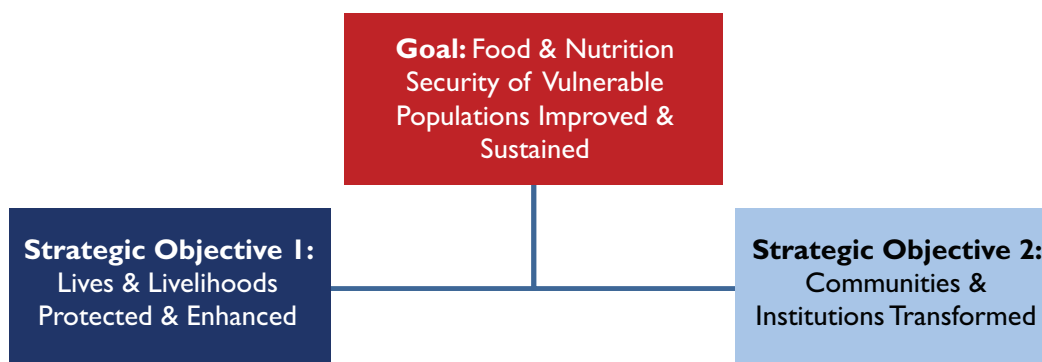 Goal: Food & Nutrition
Security of Vulnerable
Populations Improved &
Sustained
Strategic Objective 1:
Lives & Livelihoods
Protected & Enhanced
Strategic Objective 2:
Communities &
Institutions Transformed